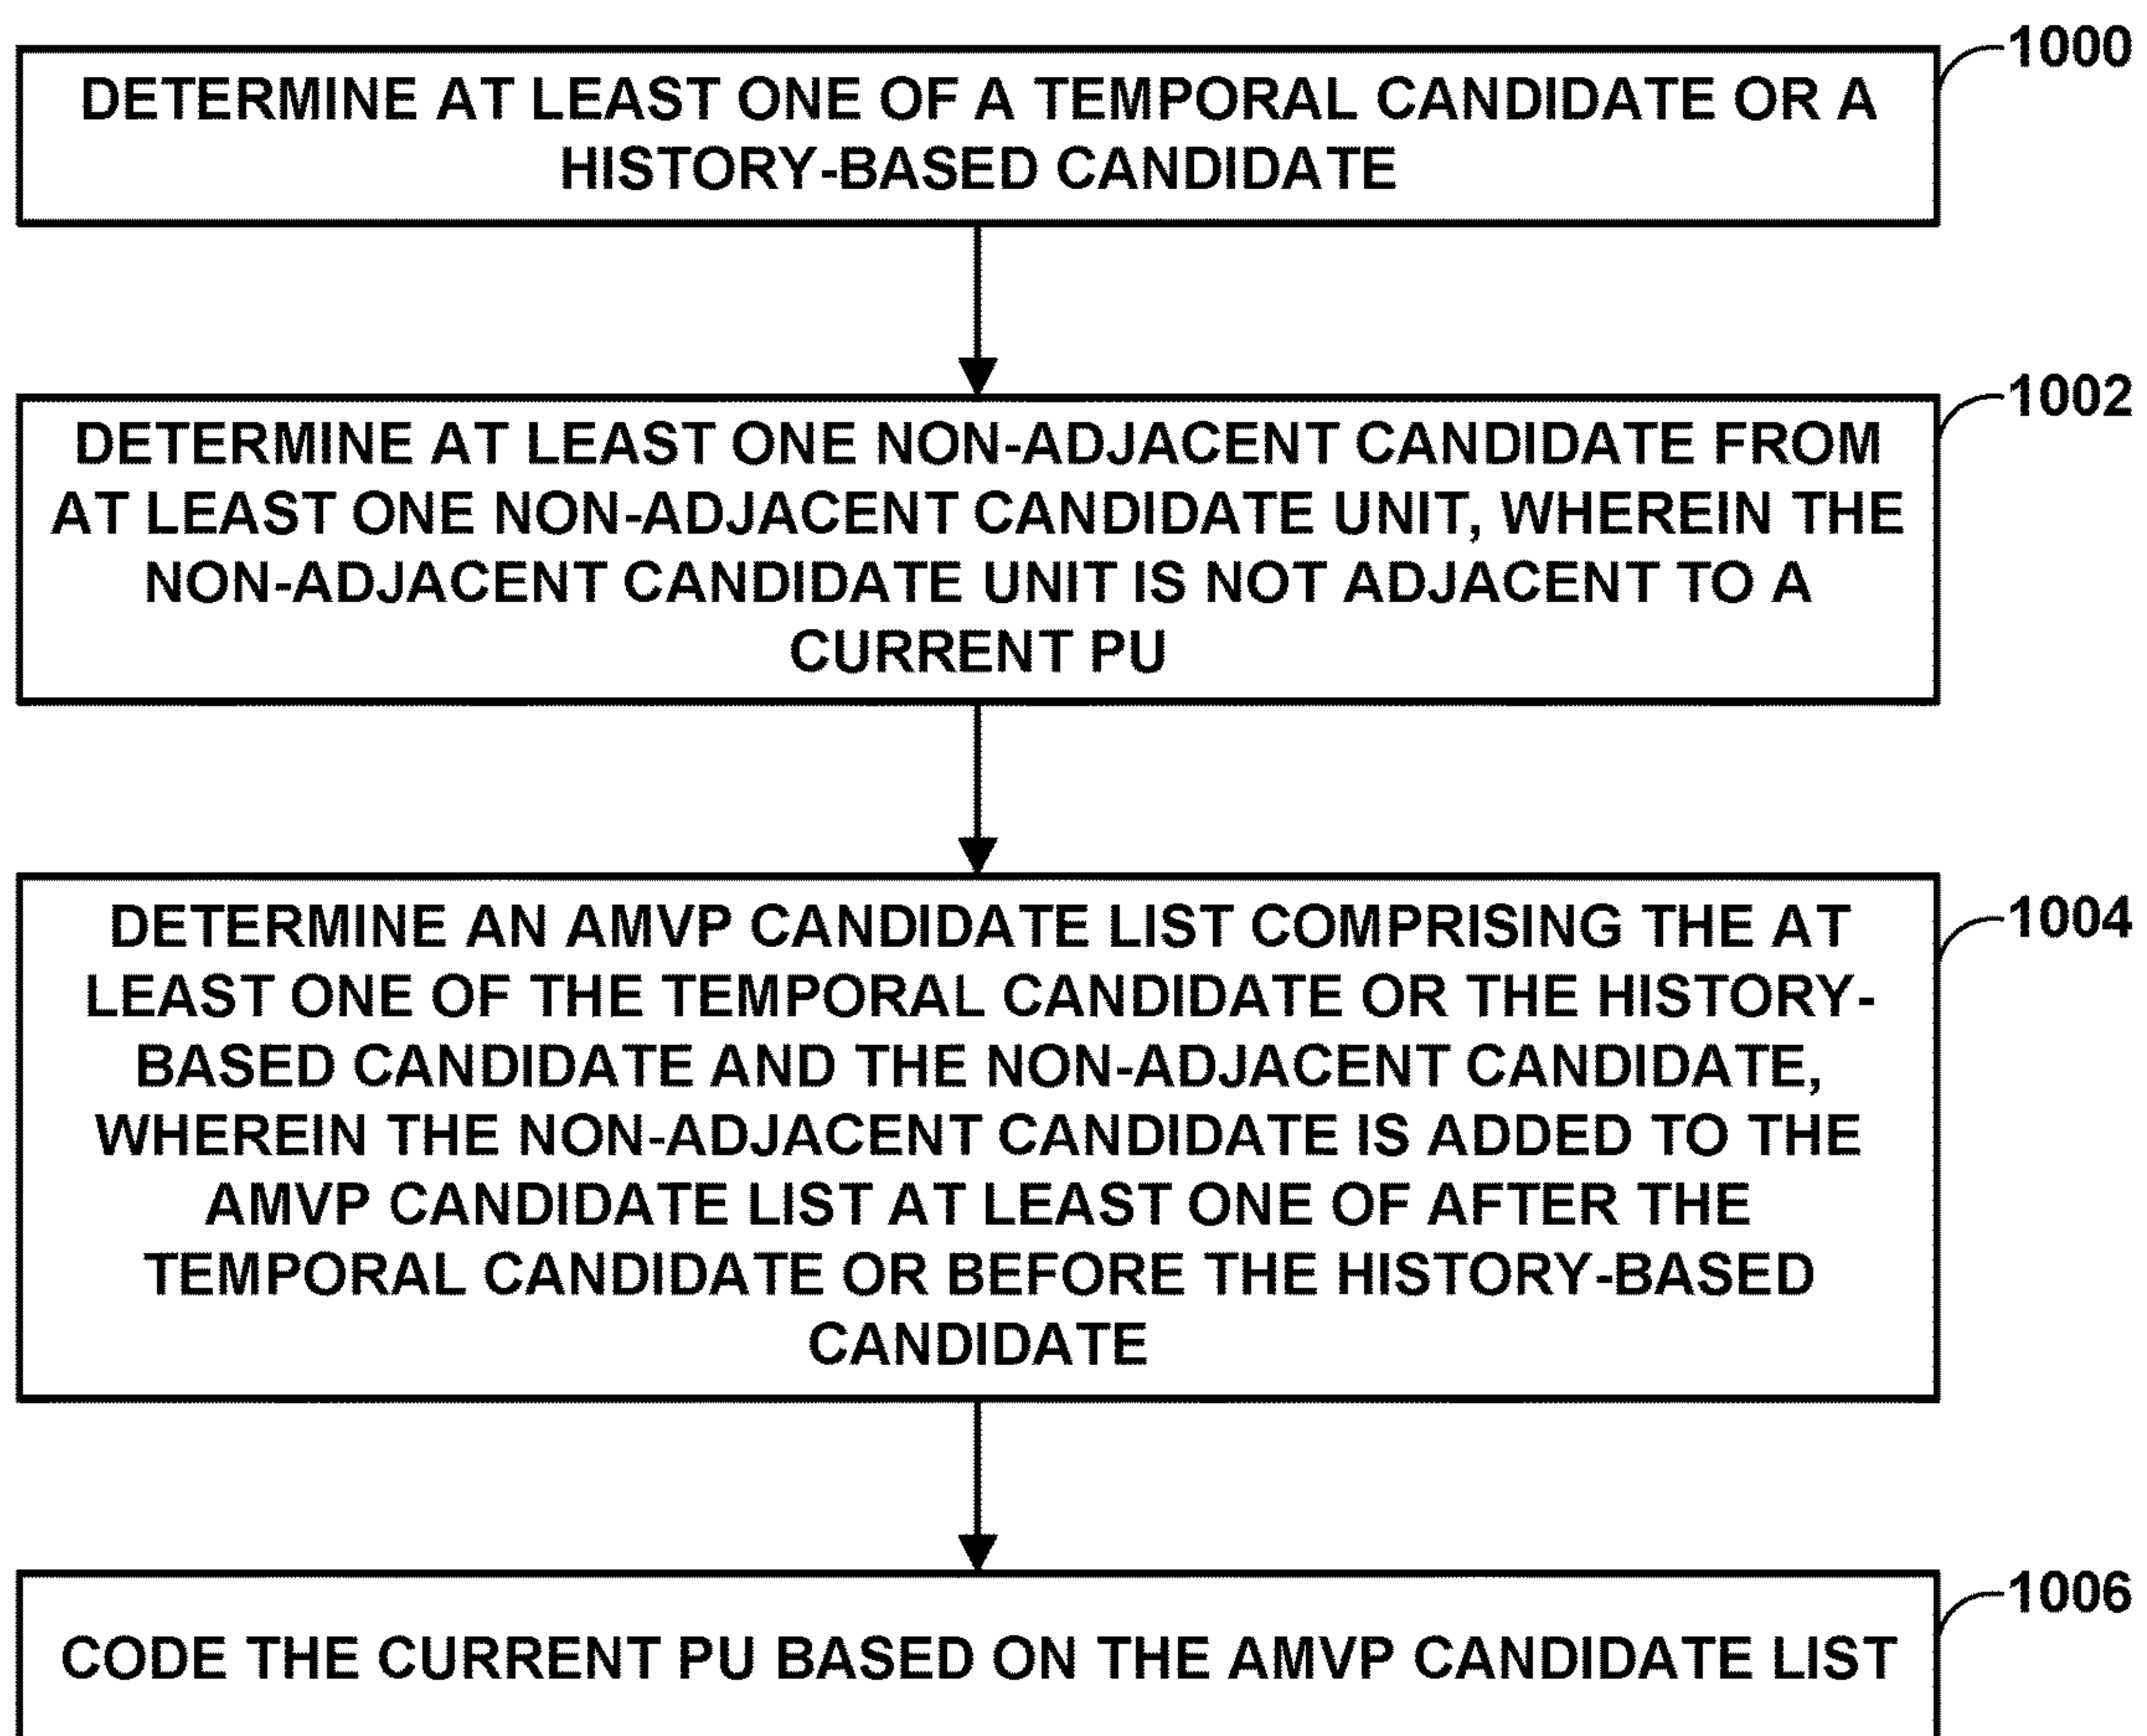 1000
DETERMINE AT LEAST ONE OF A TEMPORAL CANDIDATE OR A
HISTORY-BASED CANDIDATE
1002
DETERMINE AT LEAST ONE NON-ADJACENT CANDIDATE FROM
AT LEAST ONE NON-ADJACENT CANDIDATE UNIT, WHEREIN THE
NON-ADJACENT CANDIDATE UNIT IS NOT ADJACENT TO A
CURRENT PU
1004
DETERMINE AN AMVP CANDIDATE LIST COMPRISING THE AT
LEAST ONE OF THE TEMPORAL CANDIDATE OR THE HISTORY-
BASED CANDIDATE AND THE NON-ADJACENT CANDIDATE,
WHEREIN THE NON-ADJACENT CANDIDATE IS ADDED TO THE
AMVP CANDIDATE LIST AT LEAST ONE OF AFTER THE
TEMPORAL CANDIDATE OR BEFORE THE HISTORY-BASED
CANDIDATE
1006
CODE THE CURRENT PU BASED ON THE AMVP CANDIDATE LIST